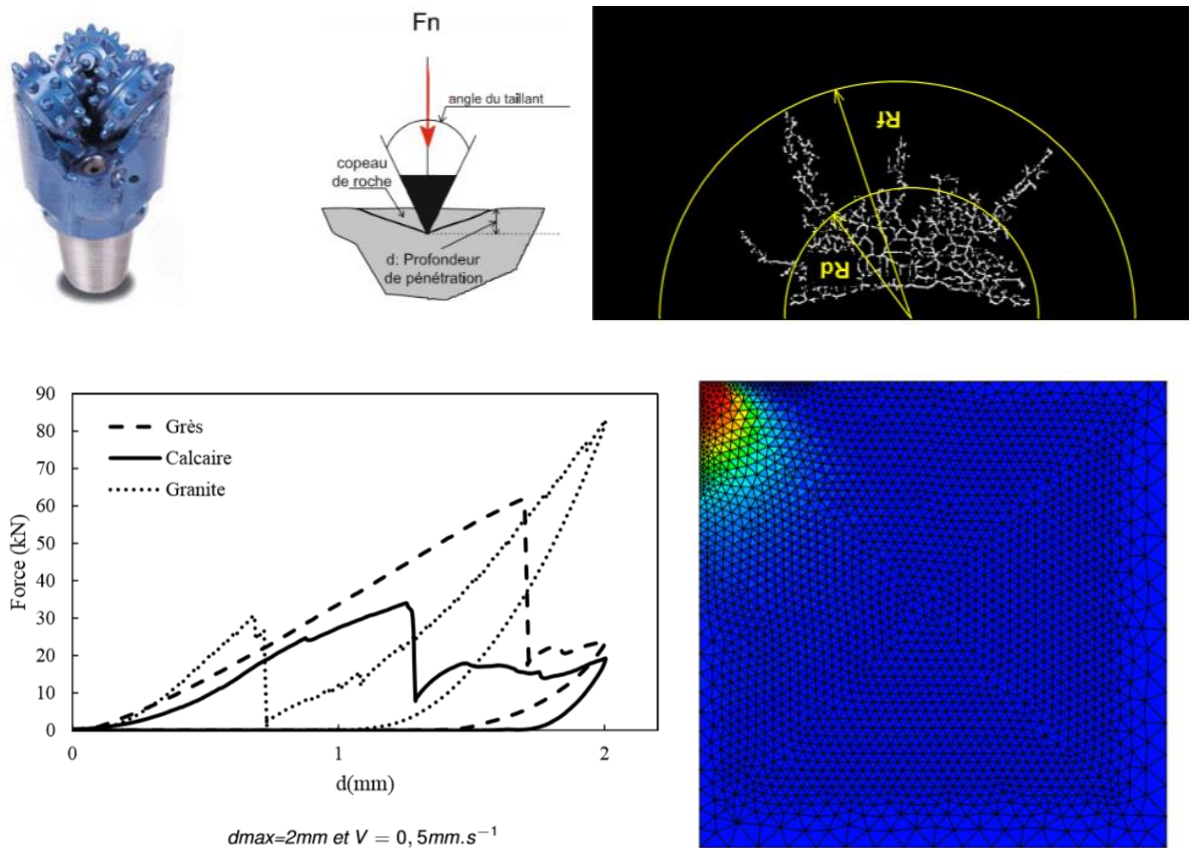 Fn
angle du taillant
copeau
de roche
d: Profondeur
de pénétration
Rf
Rd
90
80
70
60
50
40
30
20
10
0
Force (kN)
Grès
Calcaire
Granite
0
1
2
d(mm)
dmax=2mm et V = 0, 5mm.s⁻¹